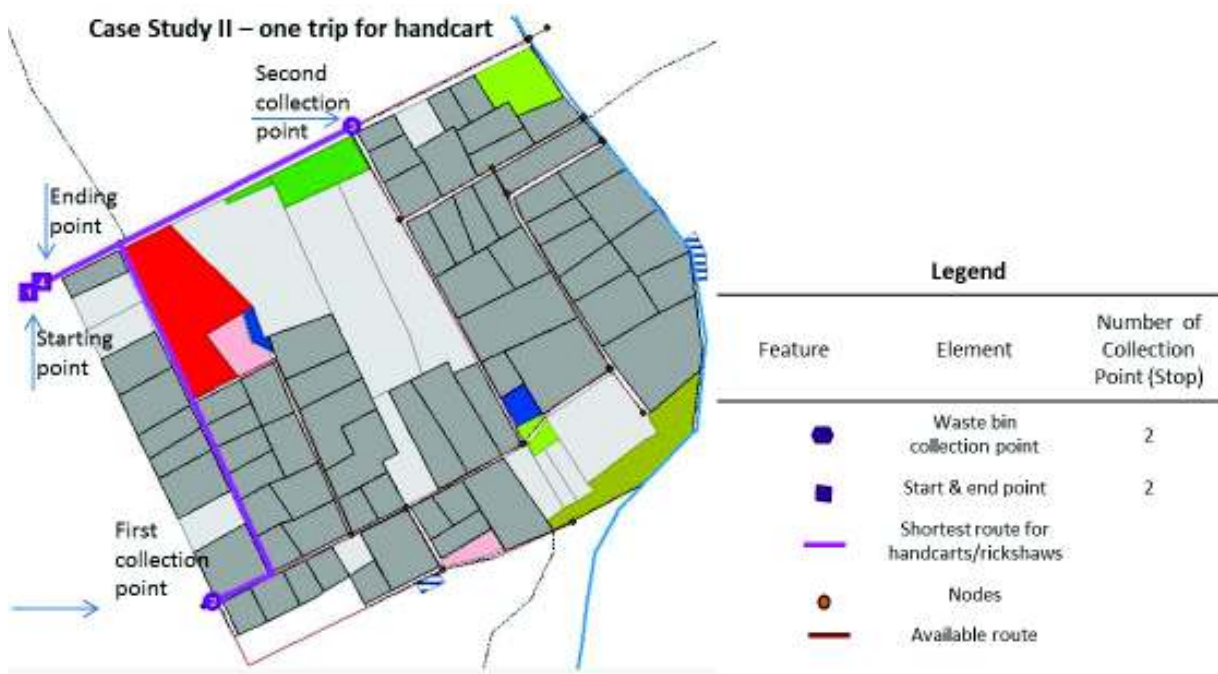 Case Study II – one trip for handcart
Second
collection
point
Ending
point
Starting
point
First
collection
point
Legend
Feature
Element
Number of
Collection
Point (Stop)
Waste bin
collection point
2
Start & end point
2
Shortest route for
handcarts/rickshaws
Nodes
Available route